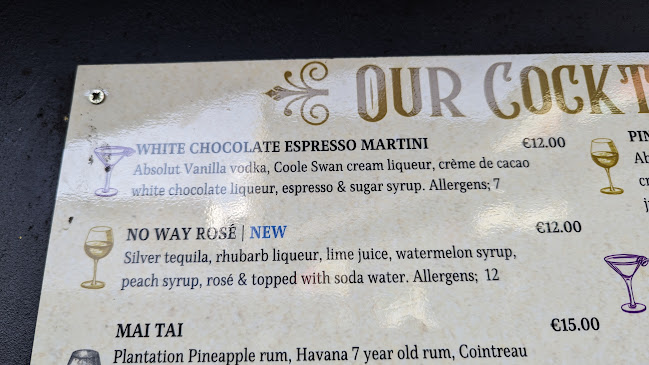 OUR COCKT
WHITE CHOCOLATE ESPRESSO MARTINI €12.00
Absolut Vanilla vodka, Coole Swan cream liqueur, crème de cacao
white chocolate liqueur, espresso & sugar syrup. Allergens; 7
NO WAY ROSÉ | NEW €12.00
Silver tequila, rhubarb liqueur, lime juice, watermelon syrup,
peach syrup, rosé & topped with soda water. Allergens; 12
MAI TAI €15.00
Plantation Pineapple rum, Havana 7 year old rum, Cointreau
PIN
Ab
cr